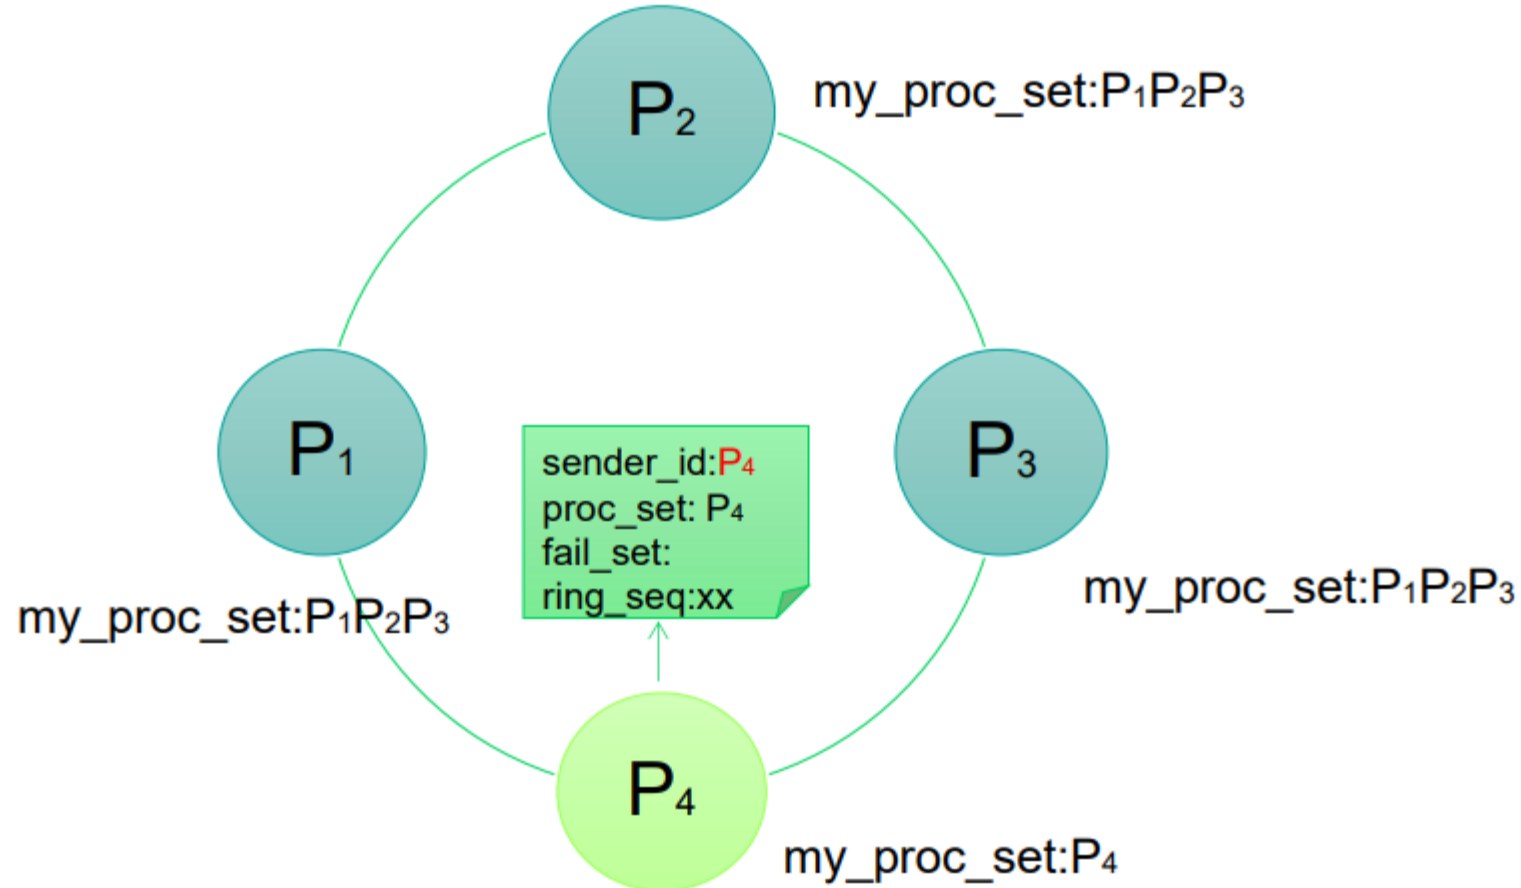 P2
my_proc_set:P1P2P3
P1
my_proc_set:P1P2P3
sender_id:P4
proc_set: P4
fail_set:
ring_seq:xx
P3
my_proc_set:P1P2P3
P4
my_proc_set:P4